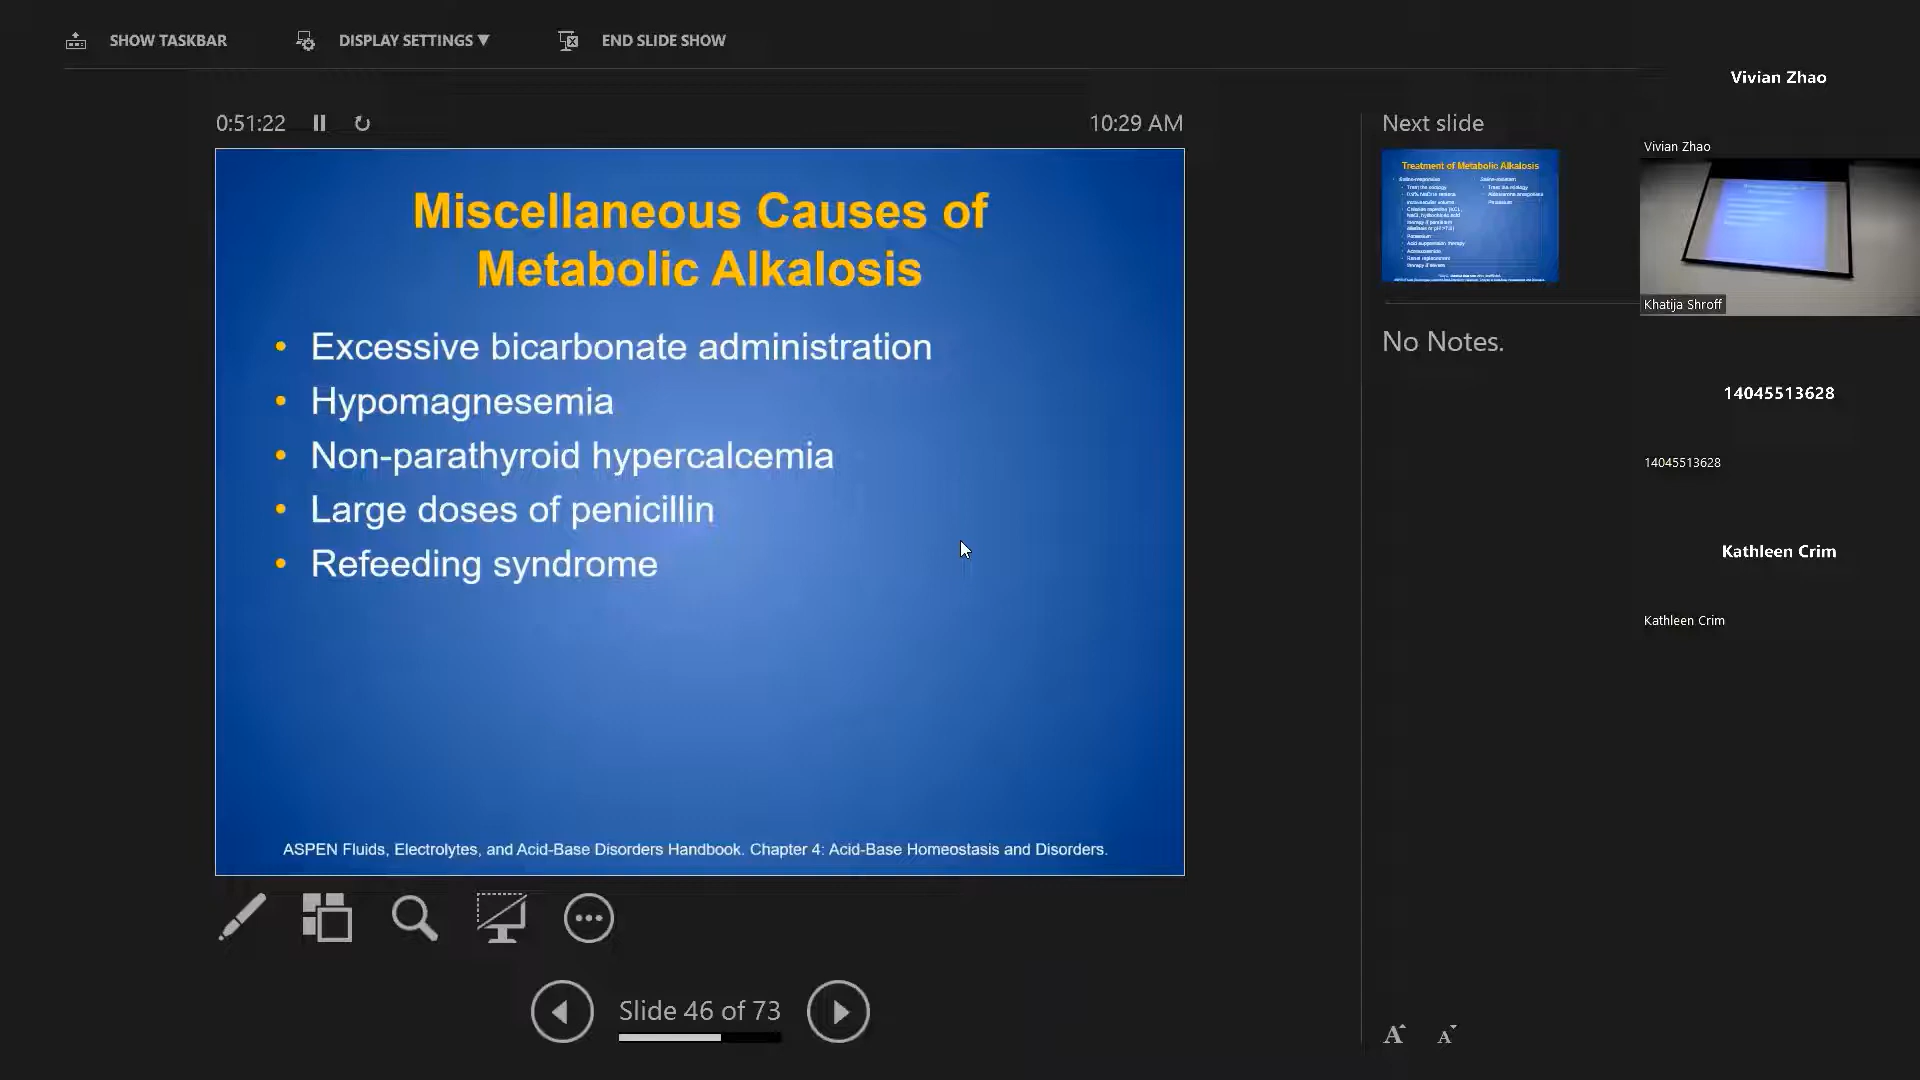 SHOW TASKBAR
DISPLAY SETTINGS ▼
END SLIDE SHOW
Vivian Zhao
0:51:22
10:29 AM
Next slide
Vivian Zhao
Miscellaneous Causes of
Metabolic Alkalosis
• Excessive bicarbonate administration
• Hypomagnesemia
• Non-parathyroid hypercalcemia
• Large doses of penicillin
• Refeeding syndrome
ASPEN Fluids, Electrolytes, and Acid-Base Disorders Handbook. Chapter 4: Acid-Base Homeostasis and Disorders.
Treatment of Metabolic Alkalosis
Khatija Shroff
No Notes.
14045513628
14045513628
Kathleen Crim
Kathleen Crim
Slide 46 of 73
A A